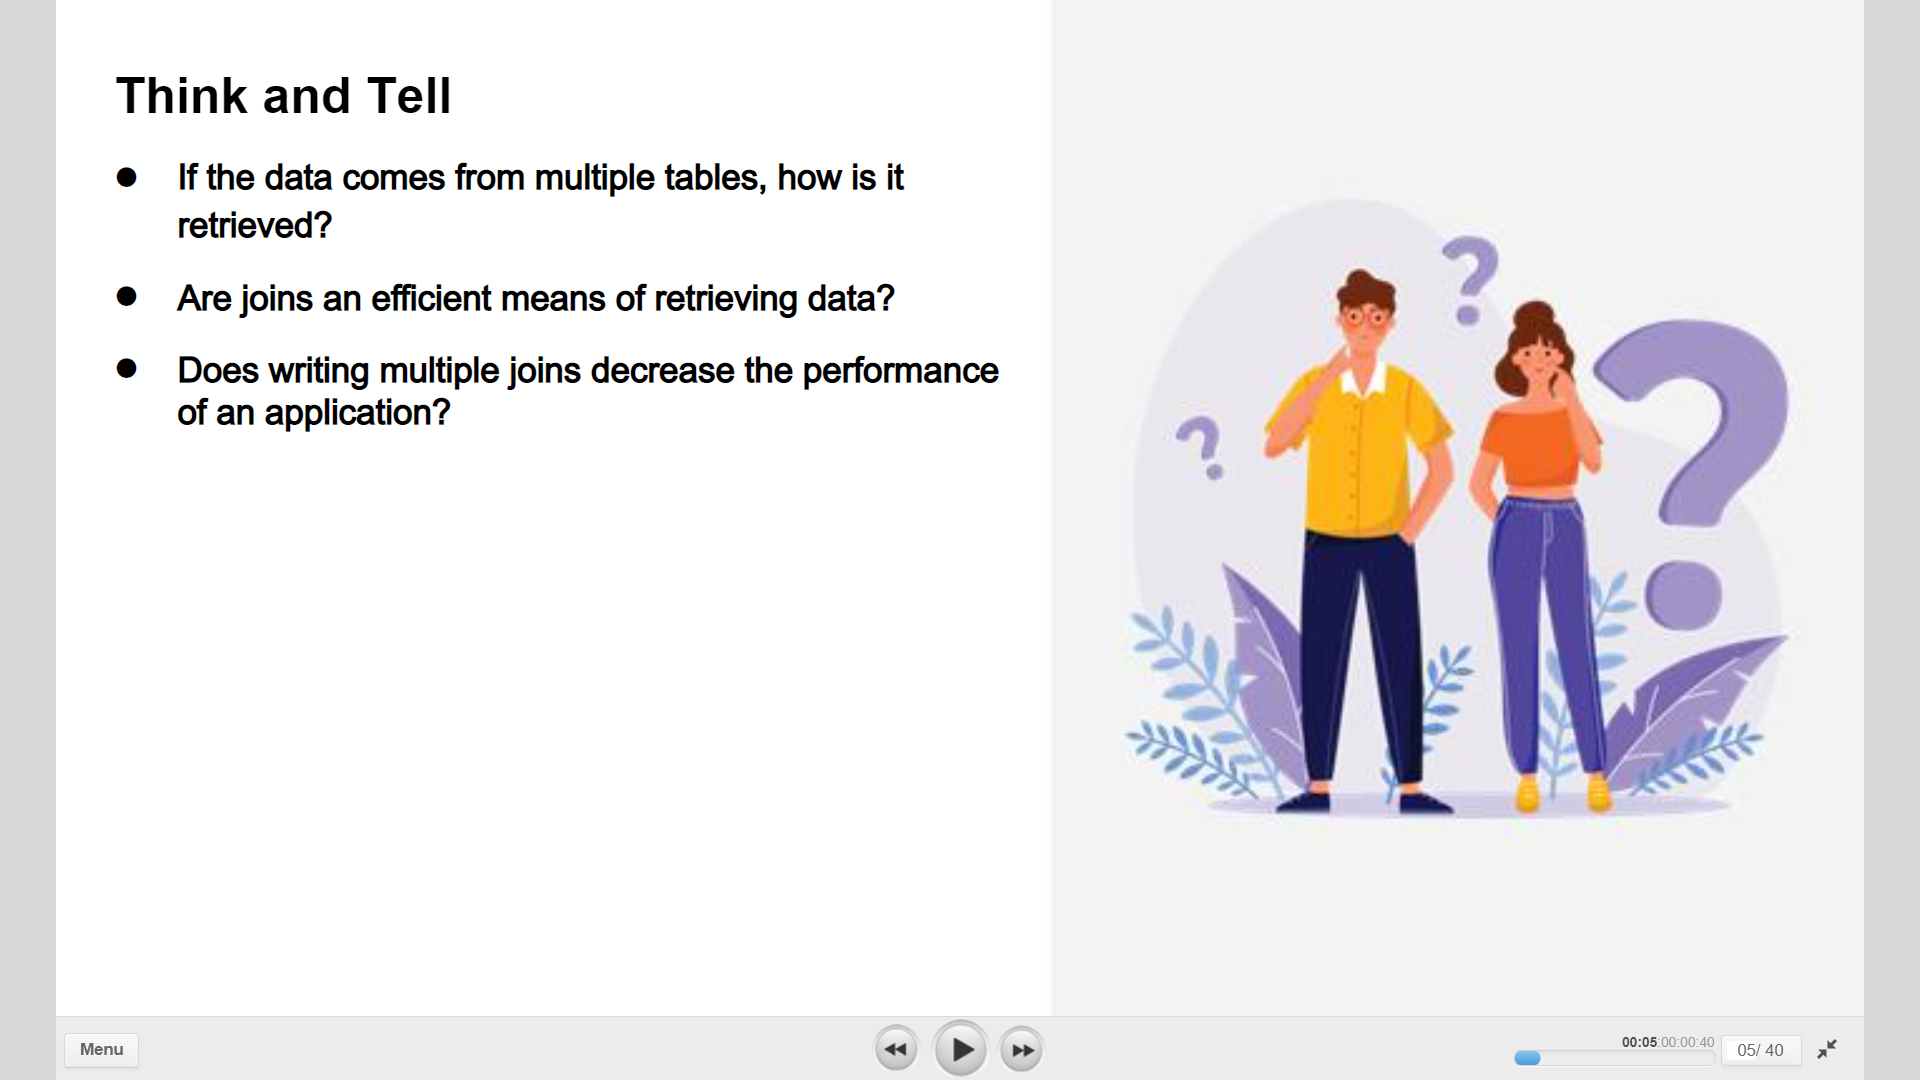 Think and Tell
● If the data comes from multiple tables, how is it
retrieved?
● Are joins an efficient means of retrieving data?
● Does writing multiple joins decrease the performance
of an application?
? ? ?
Menu
00:05:00:00:40
05/ 40